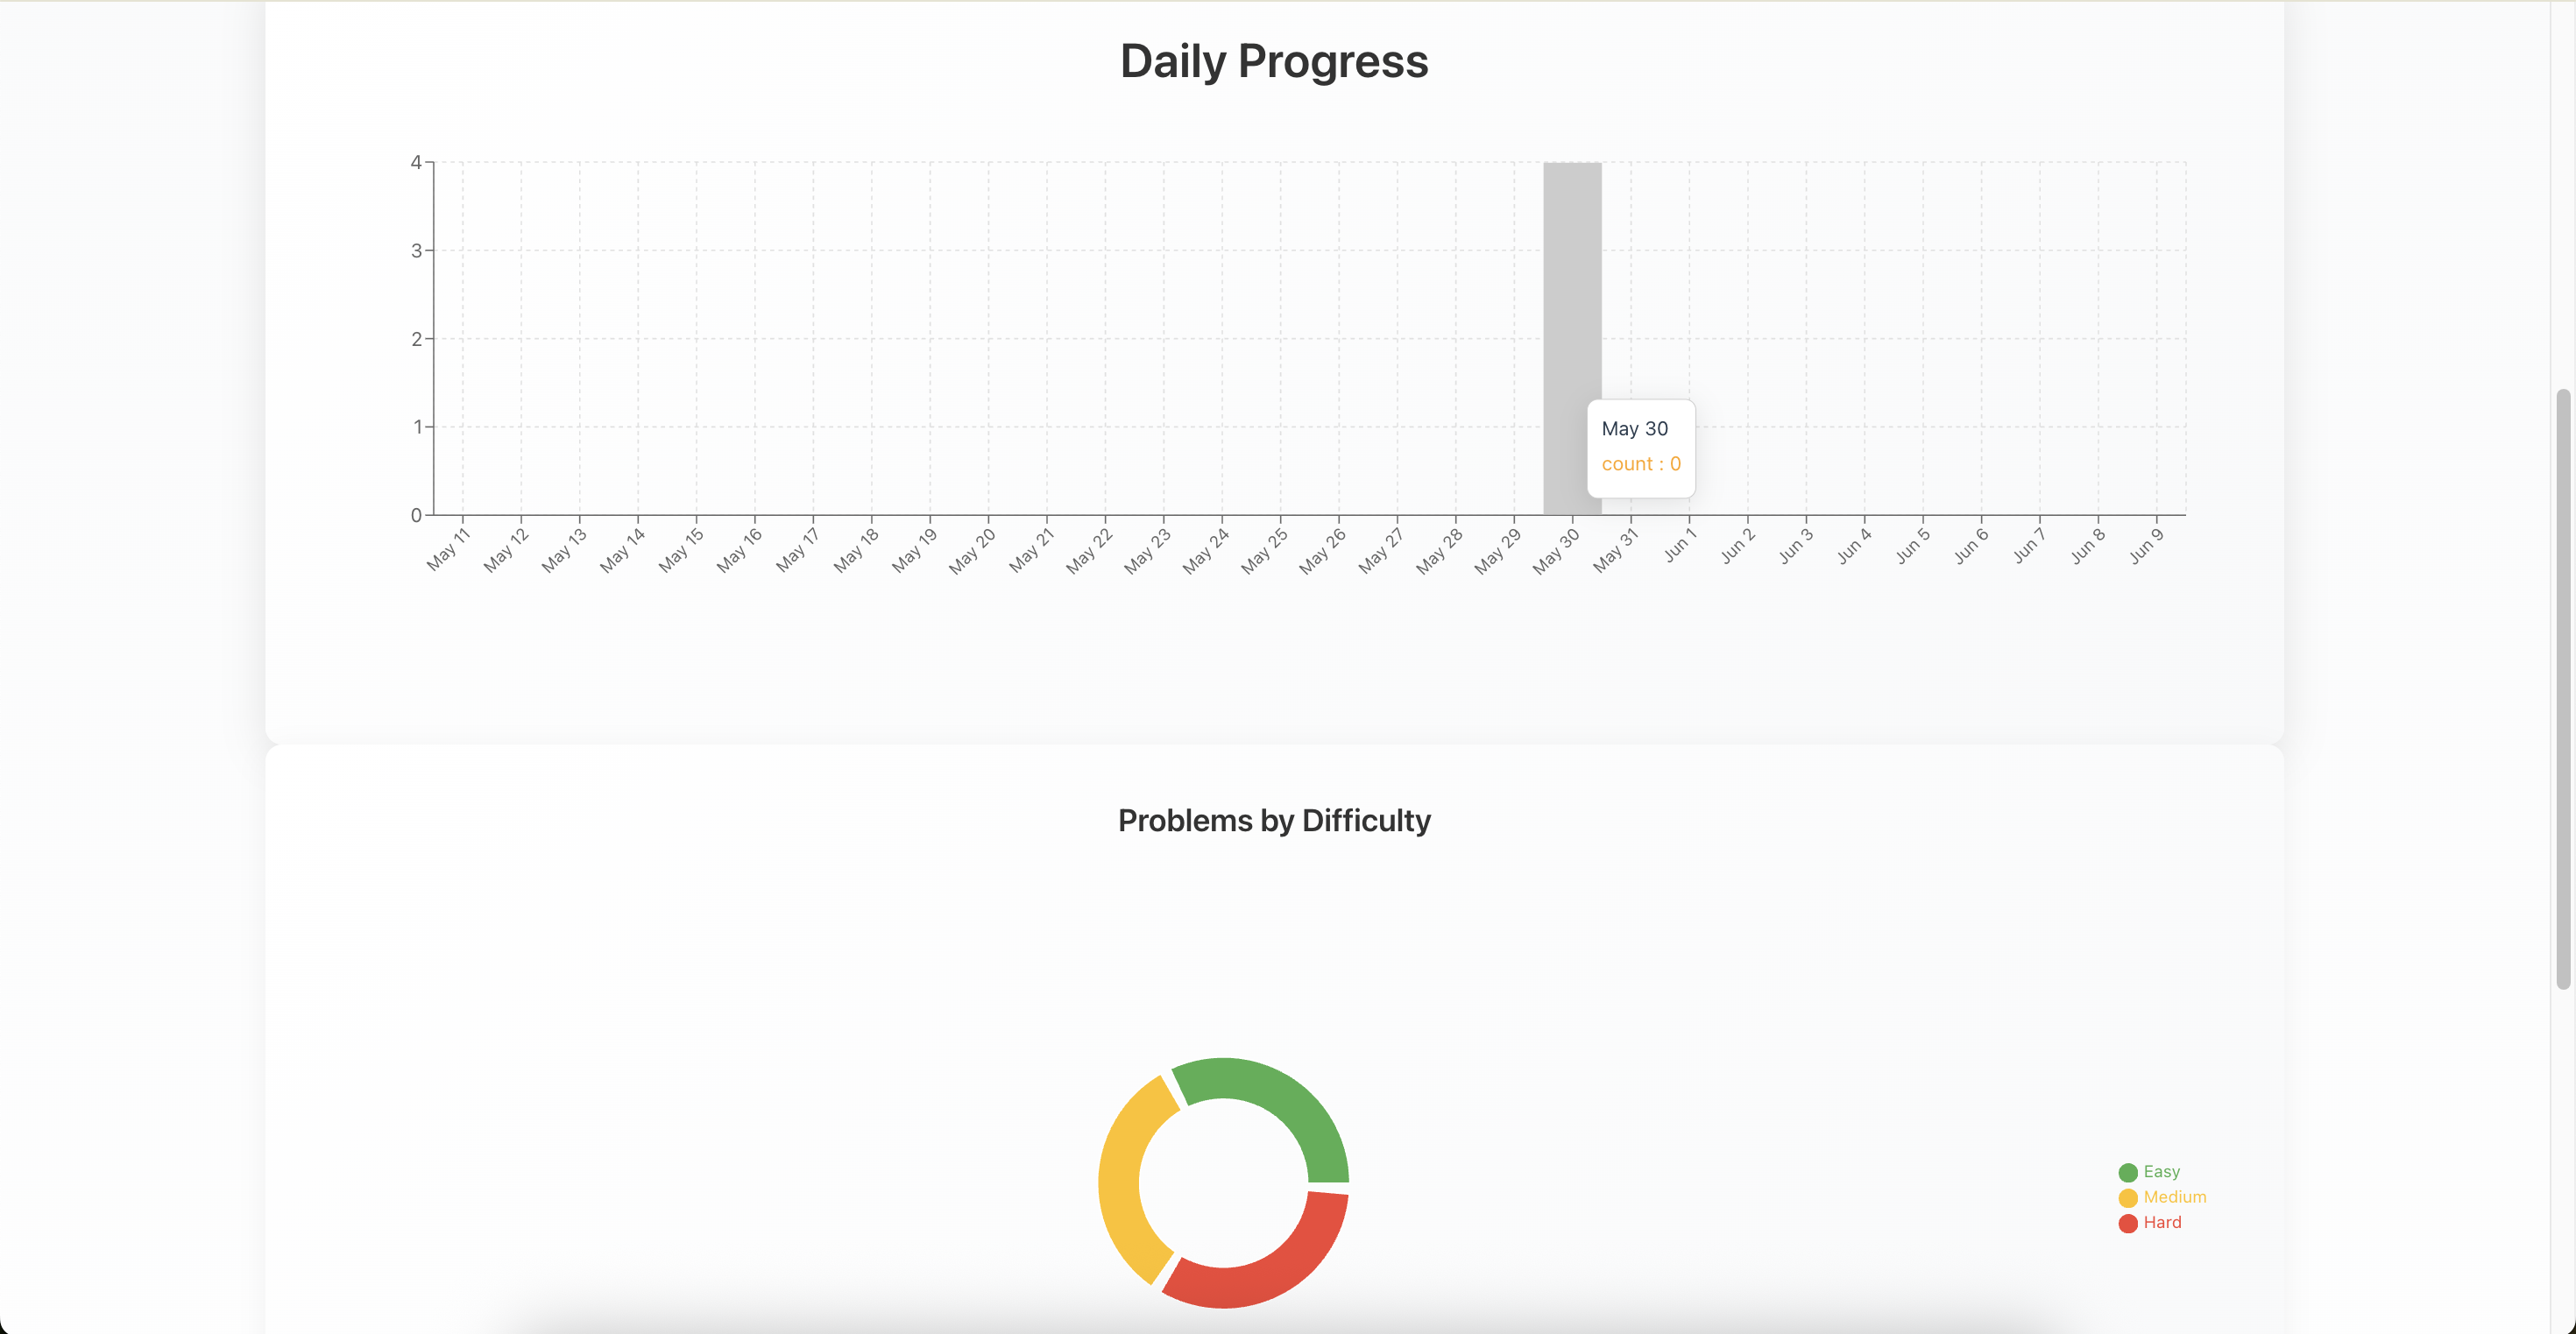 Daily Progress
4
3
2
1
0
May 30
count : 0
May 11
May 12
May 13
May 14
May 15
May 16
May 17
May 18
May 19
May 20
May 21
May 22
May 23
May 24
May 25
May 26
May 27
May 28
May 29
May 30
May 31
Jun 1
Jun 2
Jun 3
Jun 4
Jun 5
Jun 6
Jun 7
Jun 8
Jun 9
Problems by Difficulty
Easy
Medium
Hard